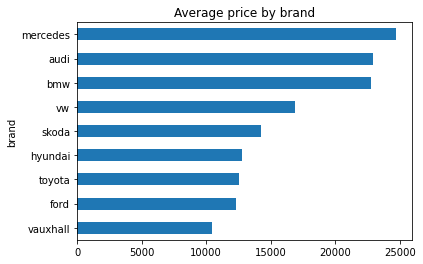 Average price by brand
mercedes
audi
bmw
vw
skoda
hyundai
toyota
ford
vauxhall
brand
0 5000 10000 15000 20000 25000